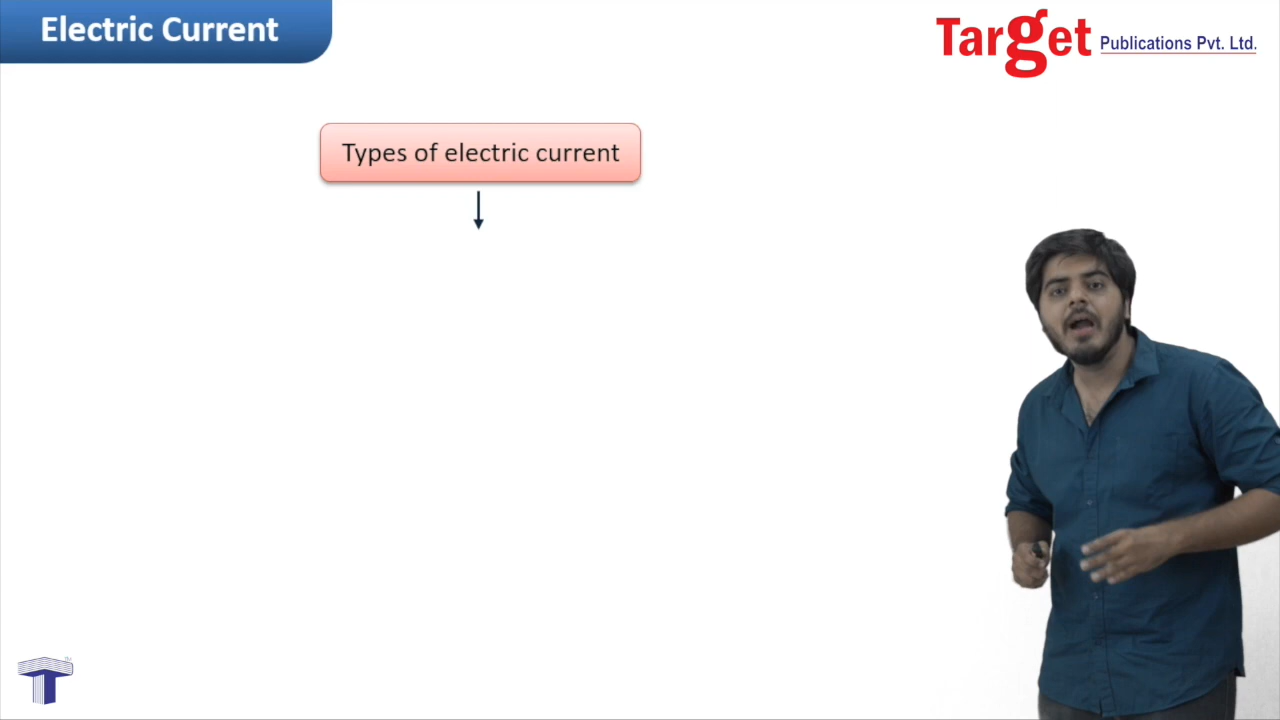 Electric Current
Target Publications Pvt. Ltd.
Types of electric current